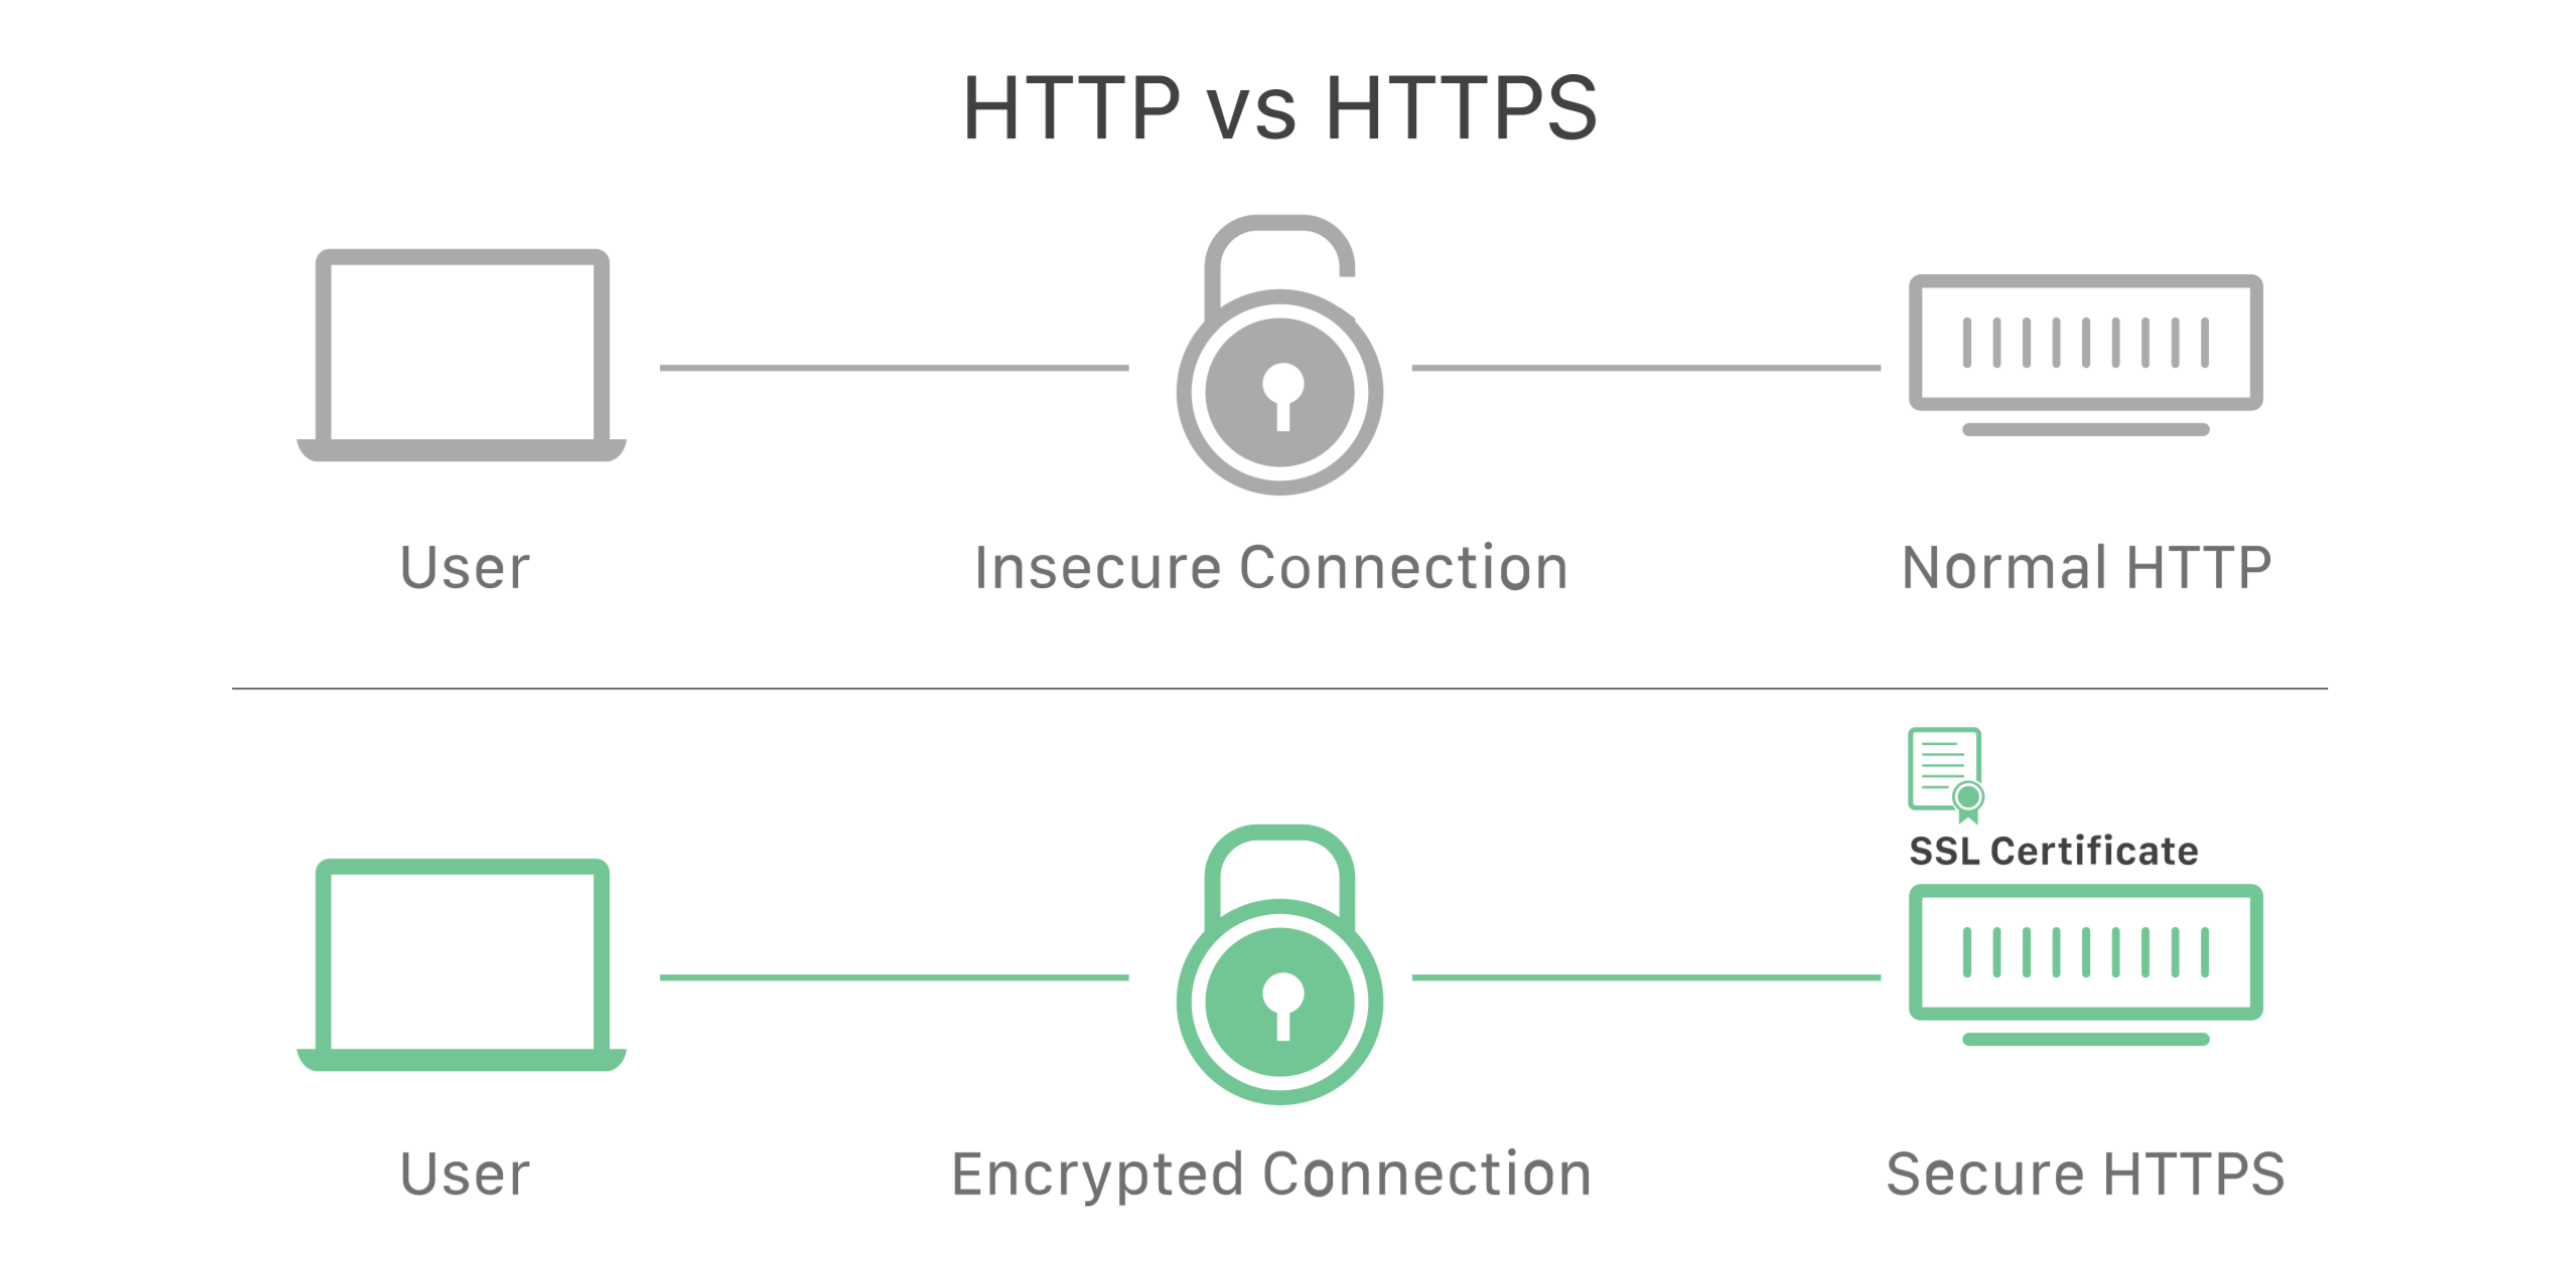 HTTP vs HTTPS
User
Insecure Connection
Normal HTTP
SSL Certificate
User
Encrypted Connection
Secure HTTPS